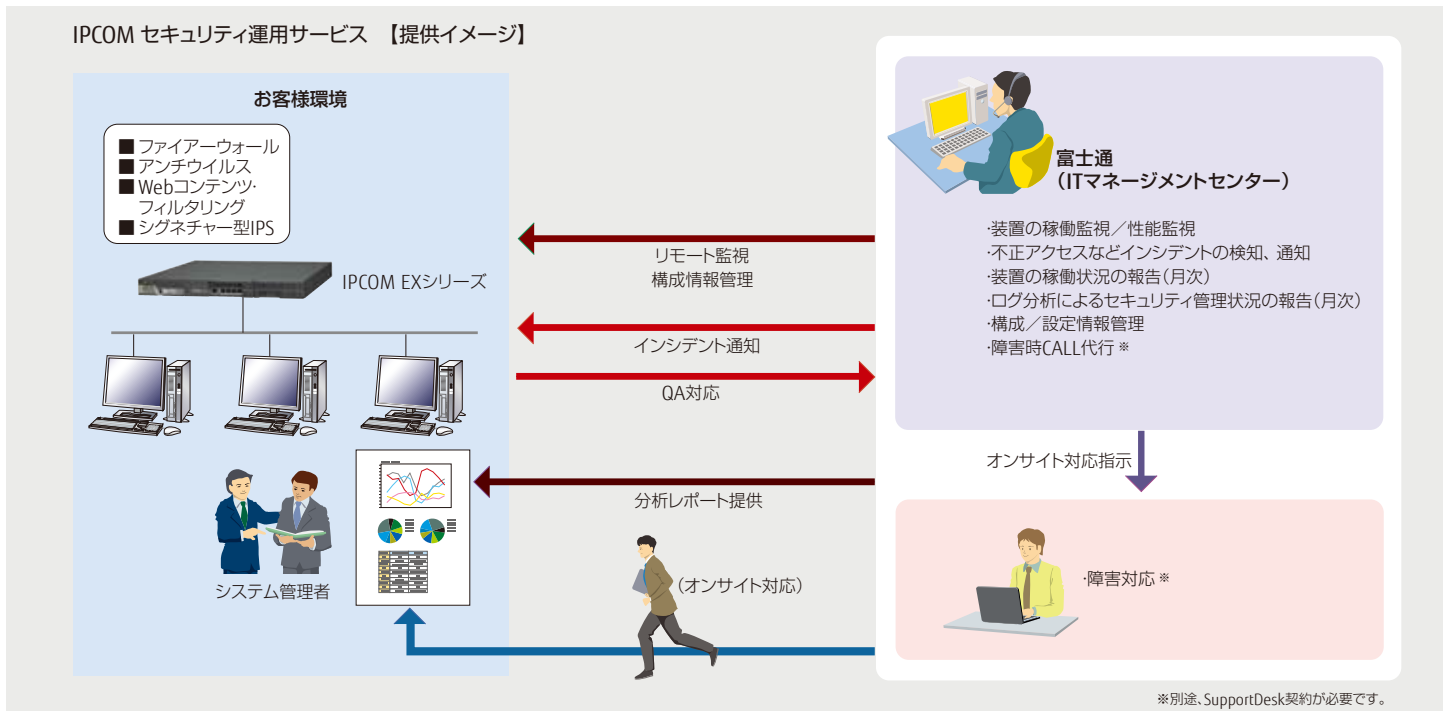 IPCOM セキュリティ運用サービス 【提供イメージ】
お客様環境
■ ファイアーウォール
■ アンチウイルス
■ Webコンテンツ・
フィルタリング
■ シグネチャー型IPS
IPCOM EXシリーズ
システム管理者
リモート監視
構成情報管理
インシデント通知
QA対応
分析レポート提供
（オンサイト対応）
富士通
（ITマネージメントセンター）
・装置の稼働監視／性能監視
・不正アクセスなどインシデントの検知、通知
・装置の稼働状況の報告（月次）
・ログ分析によるセキュリティ管理状況の報告（月次）
・構成／設定情報管理
・障害時CALL代行 ※
オンサイト対応指示
・障害対応 ※
※別途、SupportDesk契約が必要です。